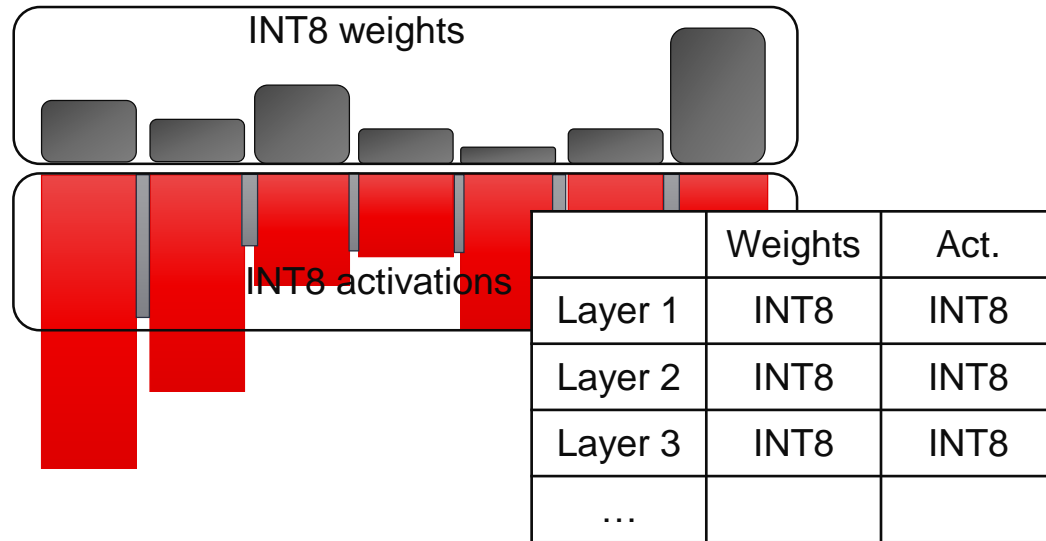 INT8 weights
INT8 activations
Weights Act.
Layer 1 INT8 INT8
Layer 2 INT8 INT8
Layer 3 INT8 INT8
…